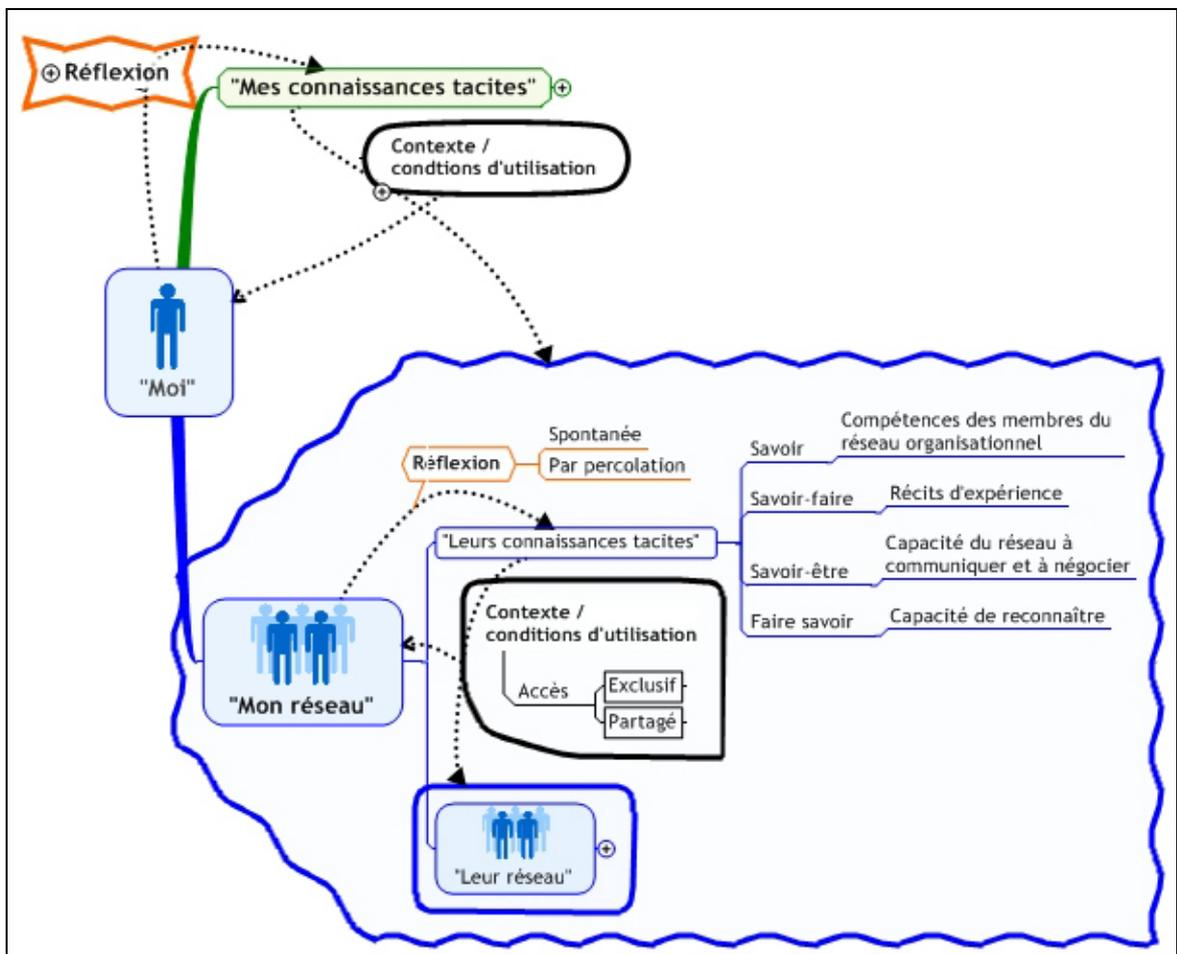 Réflexion
"Mes connaissances tacites"
Contexte /
condtions d'utilisation
"Moi"
Réflexion
Spontanée
Par percolation
"Leurs connaissances tacites"
Savoir
Compétences des membres du
réseau organisationnel
Savoir-faire
Récits d'expérience
Savoir-être
Capacité du réseau à
communiquer et à négocier
Faire savoir
Capacité de reconnaître
Contexte /
conditions d'utilisation
Accès
Exclusif
Partagé
"Mon réseau"
"Leur réseau"